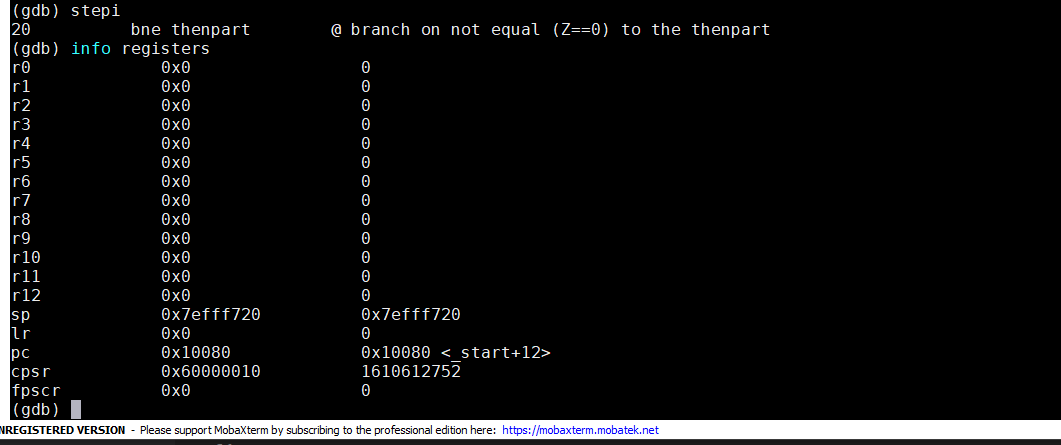 (gdb) stepi
20 bne thenpart @ branch on not equal (Z==0) to the thenpart
(gdb) info registers
r0 0x0 0
r1 0x0 0
r2 0x0 0
r3 0x0 0
r4 0x0 0
r5 0x0 0
r6 0x0 0
r7 0x0 0
r8 0x0 0
r9 0x0 0
r10 0x0 0
r11 0x0 0
r12 0x0 0
sp 0x7efff720 0x7efff720
lr 0x0 0
pc 0x10080 0x10080 <_start+12>
cpsr 0x60000010 1610612752
fpscr 0x0 0
(gdb)
NREGISTERED VERSION - Please support MobaXterm by subscribing to the professional edition here: https://mobaxterm.mobatek.net